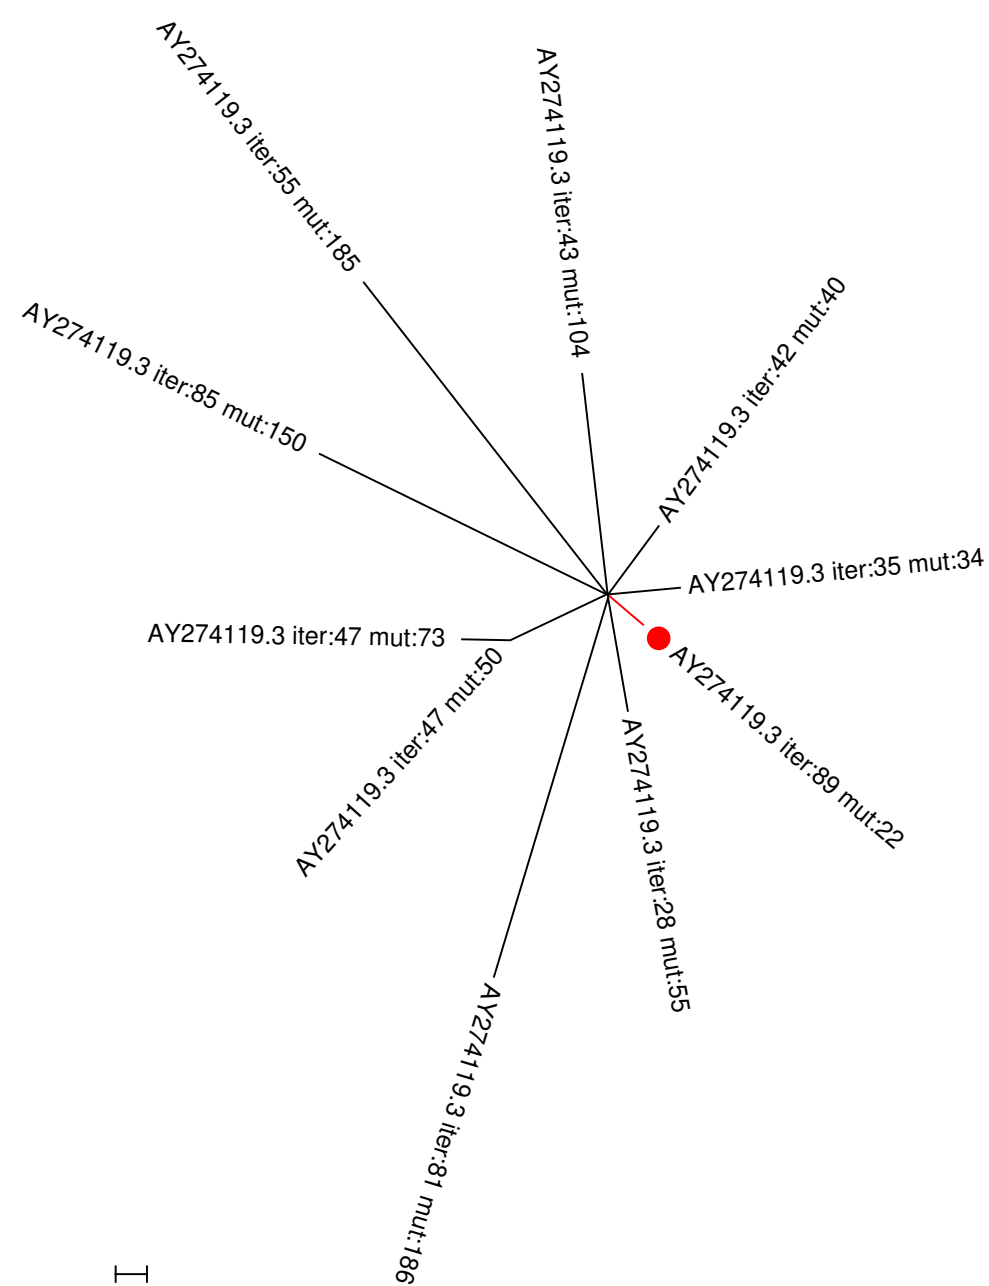 AY274119.3 iter:55 mut:185
AY274119.3 iter:43 mut:104
AY274119.3 iter:42 mut:40
AY274119.3 iter:85 mut:150
AY274119.3 iter:35 mut:34
AY274119.3 iter:47 mut:73
AY274119.3 iter:89 mut:22
AY274119.3 iter:47 mut:50
AY274119.3 iter:28 mut:55
AY274119.3 iter:81 mut:186